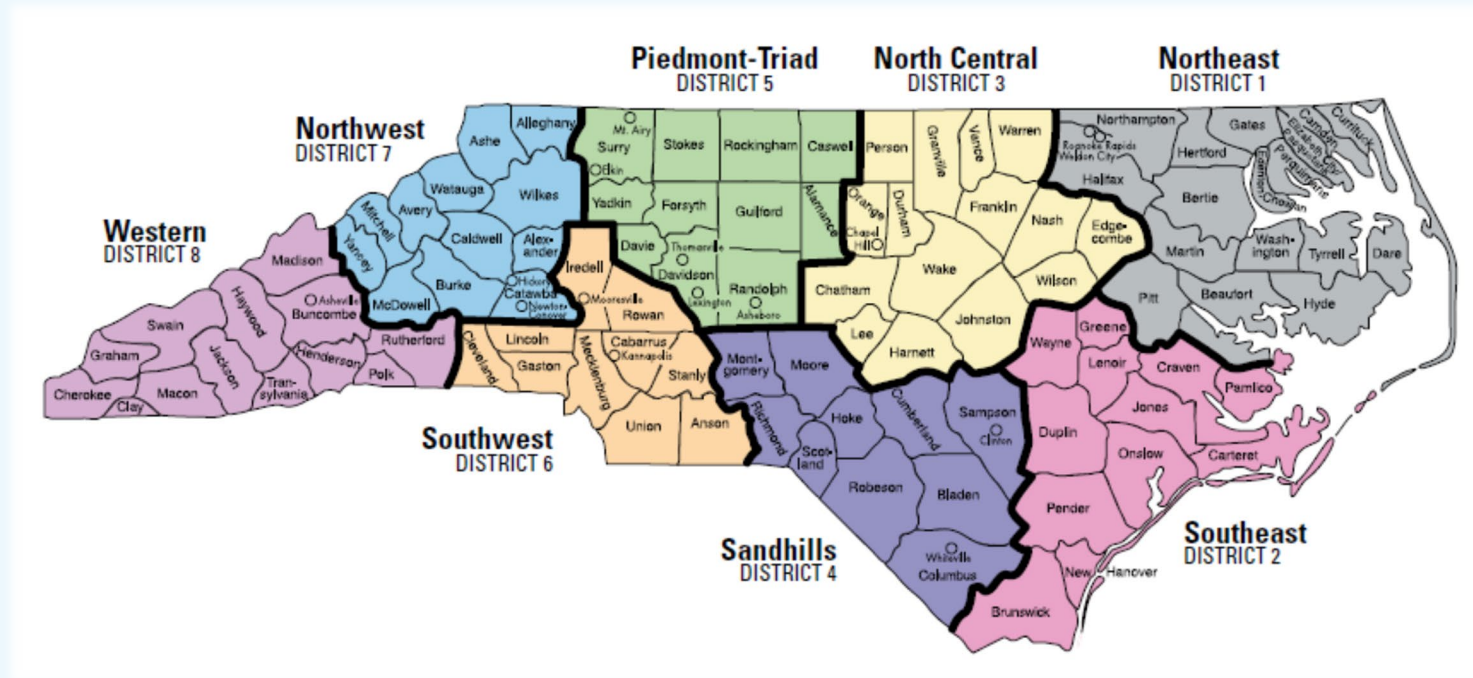 Piedmont-Triad
DISTRICT 5
North Central
DISTRICT 3
Northeast
DISTRICT 1
Northwest
DISTRICT 7
Western
DISTRICT 8
Southwest
DISTRICT 6
Sandhills
DISTRICT 4
Southeast
DISTRICT 2
Ashe
Alleghany
Watauga
Wilkes
Mitchell
Avery
Yancey
Caldwell
Alex-
ander
Burke
McDowell
Hickory
Catawba
Newton-
Conover
Madison
Haywood
Asheville
Buncombe
Swain
Graham
Jackson
Henderson
Rutherford
Polk
Cherokee
Clay
Macon
Tran-
sylvania
Mt. Airy
Surry
Elkin
Stokes
Rockingham
Caswell
Yadkin
Forsyth
Guilford
Alamance
Davie
Thomasville
Davidson
Lexington
Randolph
Asheboro
Iredell
Mooresville
Rowan
Cleveland
Lincoln
Gaston
Mecklenburg
Cabarrus
Kannapolis
Stanly
Union
Anson
Person
Granville
Vance
Warren
Orange
Chapel
Hill
Durham
Franklin
Nash
Edge-
combe
Wake
Wilson
Chatham
Lee
Harnett
Johnston
Northampton
Roanoke Rapids
Weldon City
Halifax
Gates
Hertford
Bertie
Camden
Currituck
Perquimans
Martin
Wash-
ington
Tyrrell
Dare
Pitt
Beaufort
Hyde
Mont-
gomery
Moore
Richmond
Hoke
Scot-
land
Cumberland
Sampson
Clinton
Robeson
Bladen
Whiteville
Columbus
Wayne
Greene
Lenoir
Craven
Pamlico
Jones
Duplin
Onslow
Carteret
Pender
New Hanover
Brunswick